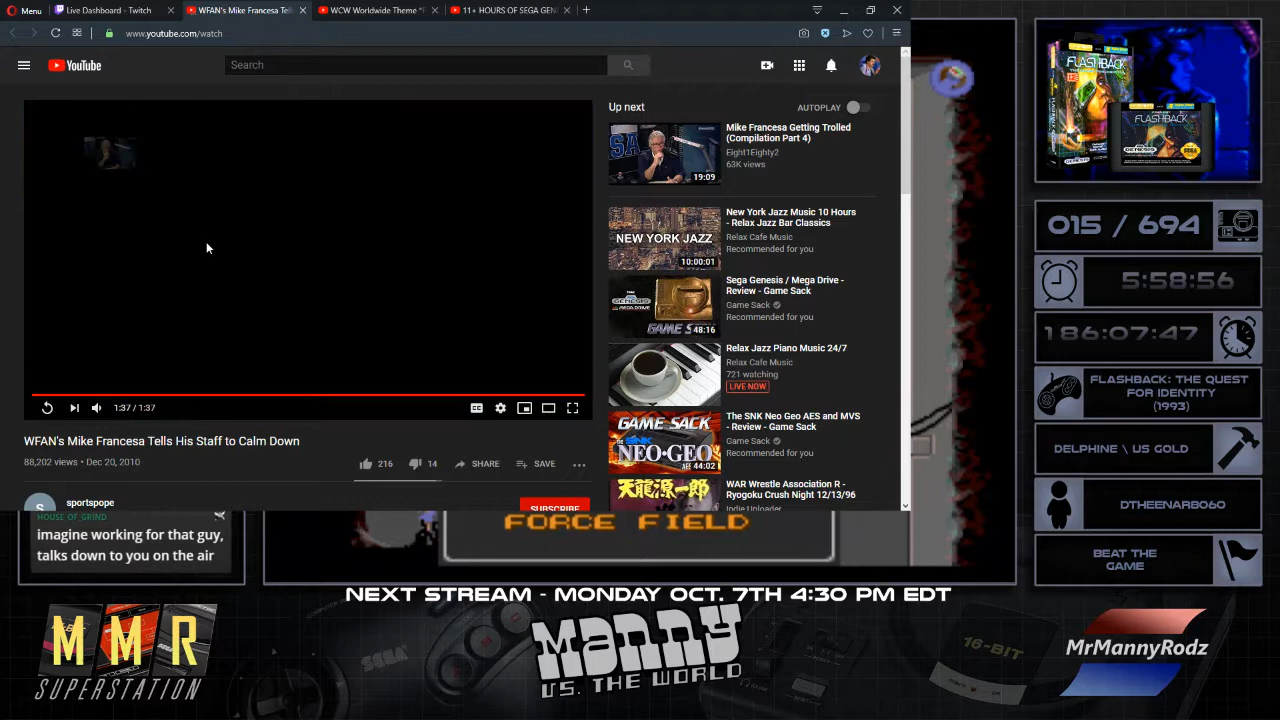 Menu
Live Dashboard - Twitch
WFAN's Mike Francesa Tell
WCW Worldwide Theme "F
11+ HOURS OF SEGA GEN
www.youtube.com/watch
YouTube
Search
Up next
AUTOPLAY
Mike Francesa Getting Trolled
(Compilation Part 4)
Eight1Eighty2
63K views
19:09
New York Jazz Music 10 Hours
- Relax Jazz Bar Classics
Relax Cafe Music
Recommended for you
NEW YORK JAZZ
10:00:01
Sega Genesis / Mega Drive -
Review - Game Sack
Game Sack
Recommended for you
48:16
Relax Jazz Piano Music 24/7
Relax Cafe Music
721 watching
LIVE NOW
The SNK Neo Geo AES and MVS
- Review - Game Sack
Game Sack
Recommended for you
GAME SACK
NEO·GEO
44:02
WAR Wrestle Association R -
Ryogoku Crush Night 12/13/96
Indie Uploader
天龍源一郎
1:37 / 1:37
WFAN's Mike Francesa Tells His Staff to Calm Down
88,202 views • Dec 20, 2010
216
14
SHARE
SAVE
S
sportspope
SUBSCRIBE
HOUSE OF GRIND
imagine working for that guy,
talks down to you on the air
FORCE FIELD
FLASHBACK
FLASHBACK
GENESIS
SEGA
015 / 694
5:58:56
186:07:47
FLASHBACK: THE QUEST
FOR IDENTITY
(1993)
DELPHINE \ US GOLD
DTHEENAR8060
BEAT THE
GAME
NEXT STREAM - MONDAY OCT. 7TH 4:30 PM EDT
MMR
SUPERSTATION
SEGA
MANNY
VS. THE WORLD
16-BIT
MrMannyRodz